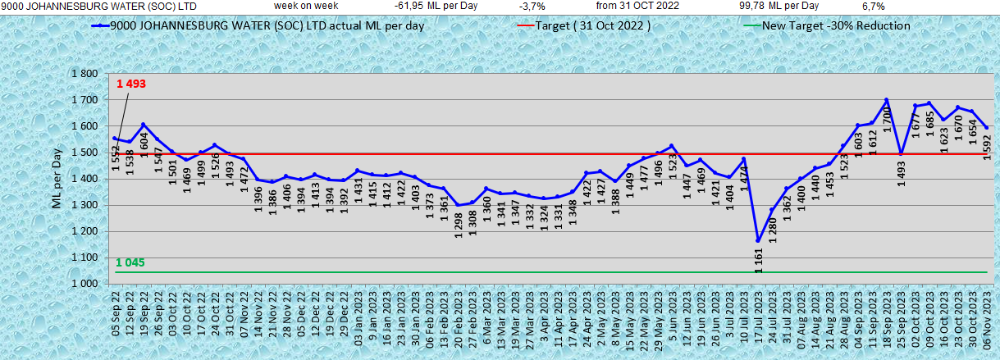 9000 JOHANNESBURG WATER (SOC) LTD week on week -61,95 ML per Day -3,7% from 31 OCT 2022 99,78 ML per Day 6,7%
9000 JOHANNESBURG WATER (SOC) LTD actual ML per day Target ( 31 Oct 2022 ) New Target -30% Reduction
ML per Day
1 800
1 700
1 600
1 500
1 400
1 300
1 200
1 100
1 000
1 493
1 045
1 552
1 538
1 604
1 547
1 501
1 469
1 499
1 526
1 493
1 472
1 396
1 386
1 406
1 394
1 413
1 394
1 392
1 431
1 415
1 412
1 422
1 403
1 373
1 361
1 298
1 308
1 360
1 341
1 347
1 332
1 324
1 331
1 348
1 422
1 427
1 388
1 449
1 477
1 496
1 523
1 447
1 469
1 421
1 404
1 474
1 161
1 280
1 362
1 400
1 440
1 453
1 523
1 603
1 612
1 700
1 493
1 677
1 685
1 623
1 670
1 654
1 592
05 Sep 22
12 Sep 22
19 Sep 22
26 Sep 22
03 Oct 22
10 Oct 22
17 Oct 22
24 Oct 22
31 Oct 22
07 Nov 22
14 Nov 22
21 Nov 22
28 Nov 22
05 Dec 22
12 Dec 22
19 Dec 22
29 Dec 22
03 Jan 2023
9 Jan 2023
16 Jan 2023
23 Jan 2023
30 Jan 2023
06 Feb 2023
13 Feb 2023
20 Feb 2023
27 Feb 2023
6 Mar 2023
13 Mar 2023
19 Mar 2023
27 Mar 2023
3 Apr 2023
11 Apr 2023
17 Apr 2023
24 Apr 2023
2 May 2023
8 May 2023
15 May 2023
22 May 2023
29 May 2023
5 Jun 2023
12 Jun 2023
19 Jun 2023
26 Jun 2023
03 Jul 2023
10 Jul 2023
17 Jul 2023
24 Jul 2023
31 Jul 2023
07 Aug 2023
14 Aug 2023
21 Aug 2023
28 Aug 2023
04 Sep 2023
11 Sep 2023
18 Sep 2023
25 Sep 2023
02 Oct 2023
09 Oct 2023
16 Oct 2023
23 Oct 2023
30 Oct 2023
06 Nov 2023